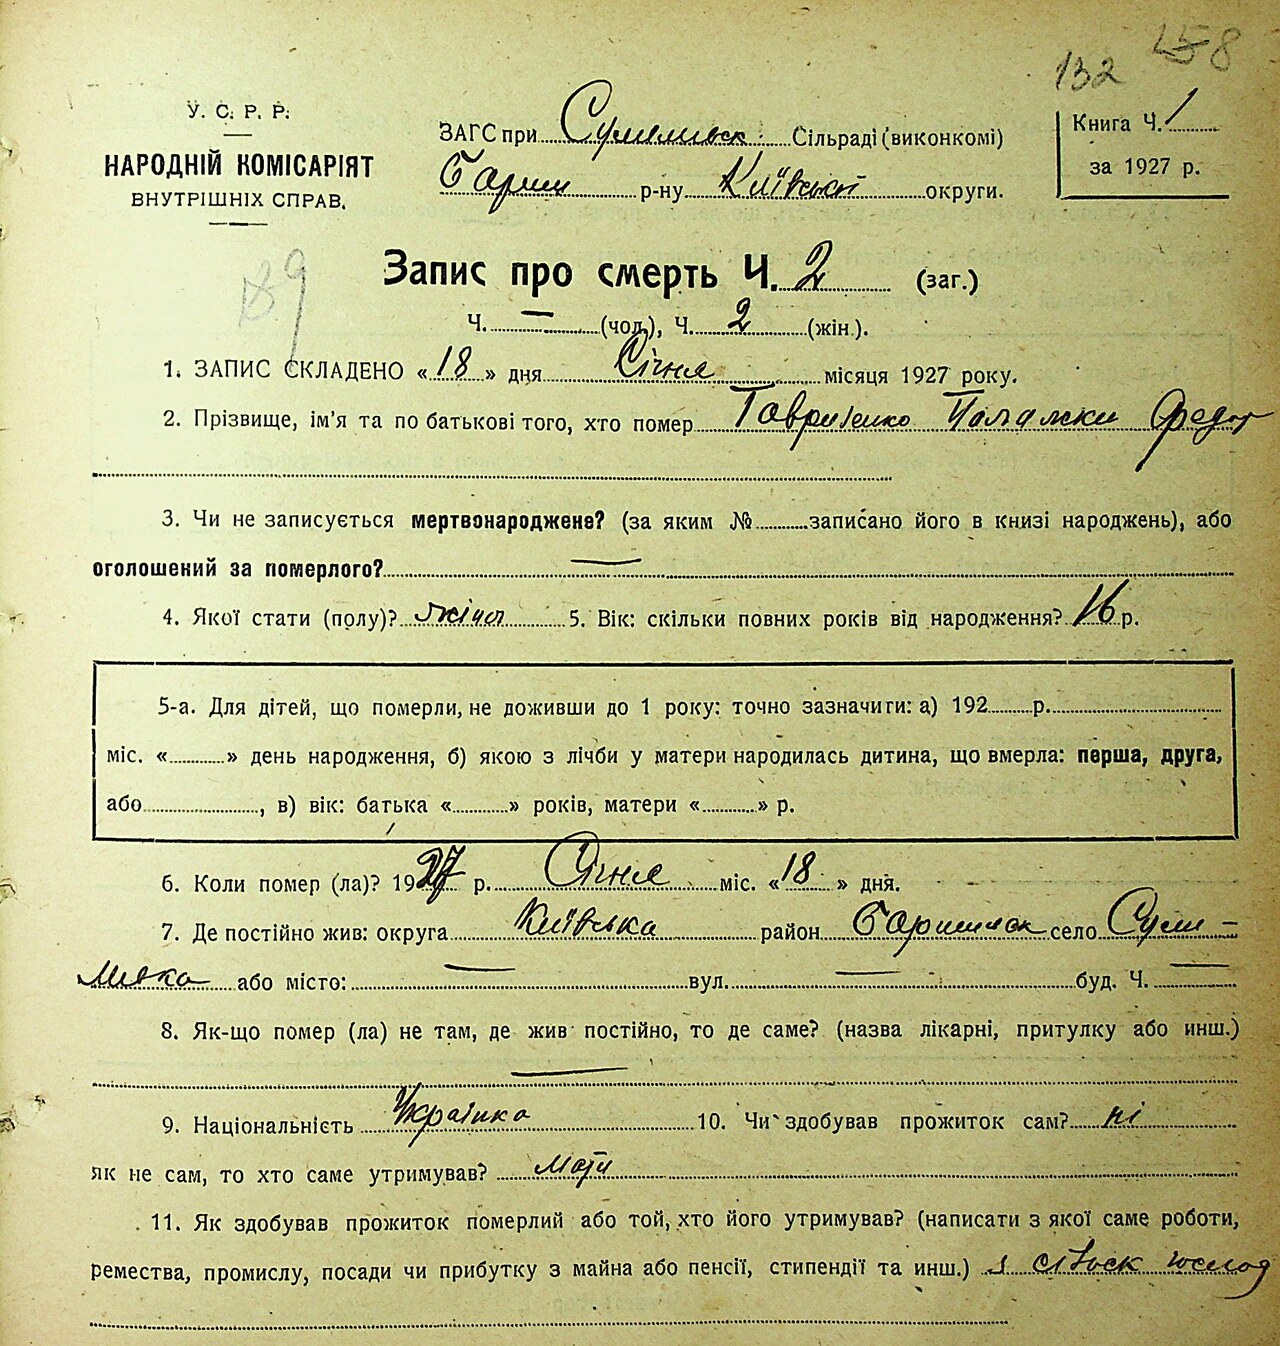 132 158
У. С. Р. Р.
НАРОДНІЙ КОМІСАРІЯТ
ВНУТРІШНІХ СПРАВ.
ЗАГС при Сулимівск Сільраді (виконкомі)
Бариш р-ну Київської округи.
Книга Ч. 1
за 1927 р.
Запис про смерть Ч. 2 (заг.)
Ч. — (чол.), Ч. 2 (жін.).
1. ЗАПИС СКЛАДЕНО «18» дня Січня місяця 1927 року.
2. Прізвище, ім'я та по батькові того, хто помер Гавриленко Палажки Федор
3. Чи не записується мертвонароджене? (за яким № записано його в книзі народжень), або
оголошений за померлого? —
4. Якої стати (полу)? жіноч 5. Вік: скільки повних років від народження? 16 р.
5-а. Для дітей, що померли, не доживши до 1 року: точно зазначити: а) 192 р.
міс. « » день народження, б) якою з лічби у матери народилась дитина, що вмерла: перша, друга,
або , в) вік: батька « » років, матери « » р.
6. Коли помер (ла)? 1927 р. Січня міс. «18» дня.
7. Де постійно жив: округа Київська район Баришивск село Сули-
мівка або місто: — вул. — буд. Ч. —
8. Як-що помер (ла) не там, де жив постійно, то де саме? (назва лікарні, притулку або инш.)
—
9. Національність Українка 10. Чи здобував прожиток сам? ні
як не сам, то хто саме утримував? мати
11. Як здобував прожиток померлий або той, хто його утримував? (написати з якої саме роботи,
ремества, промислу, посади чи прибутку з майна або пенсії, стипендії та инш.) з сільск господ